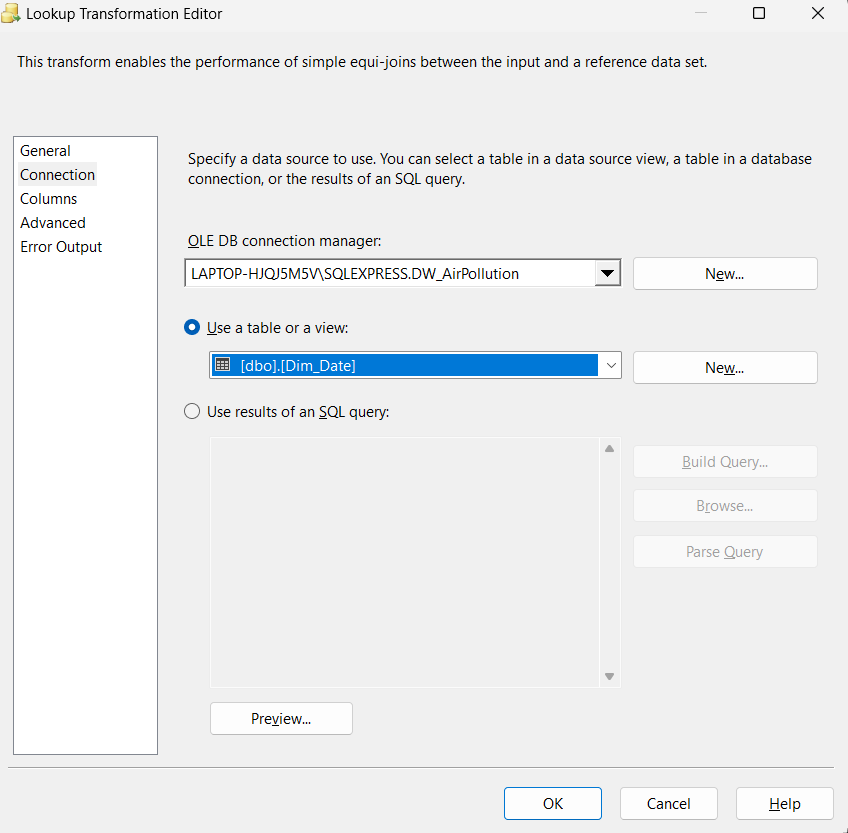 Lookup Transformation Editor
This transform enables the performance of simple equi-joins between the input and a reference data set.
General
Connection
Columns
Advanced
Error Output
Specify a data source to use. You can select a table in a data source view, a table in a database
connection, or the results of an SQL query.
OLE DB connection manager:
LAPTOP-HJQJ5M5V\SQLEXPRESS.DW_AirPollution
New...
Use a table or a view:
[dbo].[Dim_Date]
New...
Use results of an SQL query:
Build Query...
Browse...
Parse Query
Preview...
OK
Cancel
Help